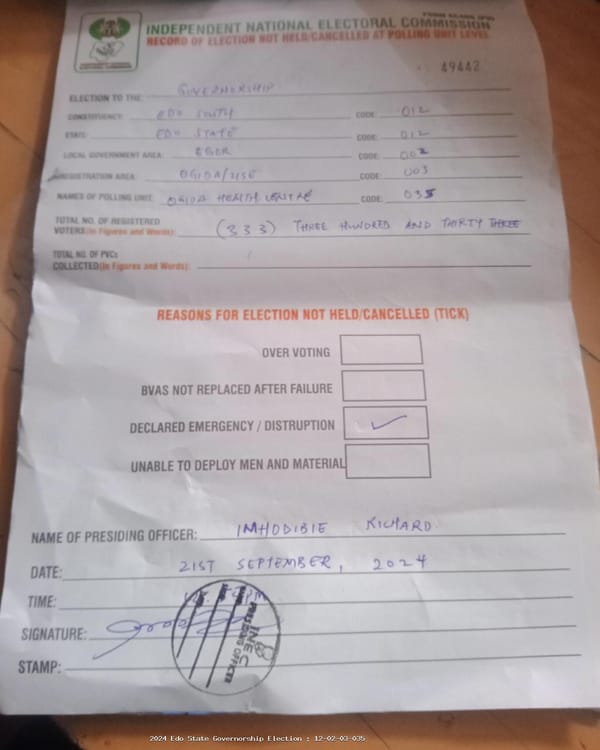 FORM EC40G (PU)
INDEPENDENT NATIONAL ELECTORAL COMMISSION
RECORD OF ELECTION NOT HELD/CANCELLED AT POLLING UNIT LEVEL
49442
ELECTION TO THE: GOVERNORSHIP
CONSTITUENCY: EDO SOUTH CODE: 012
STATE: EDO STATE CODE: 012
LOCAL GOVERNMENT AREA: EGOR CODE: 002
REGISTRATION AREA: OGIDA/USE CODE: 003
NAMES OF POLLING UNIT: OGIDA HEALTH CENTRE CODE: 035
TOTAL NO. OF REGISTERED
VOTERS (In Figures and Words): (333) THREE HUNDRED AND THIRTY THREE
TOTAL NO. OF PVCs
COLLECTED (In Figures and Words):
REASONS FOR ELECTION NOT HELD/CANCELLED (TICK)
OVER VOTING
BVAS NOT REPLACED AFTER FAILURE
DECLARED EMERGENCY / DISTRUPTION ✓
UNABLE TO DEPLOY MEN AND MATERIAL
NAME OF PRESIDING OFFICER: IMHODIBIE RICHARD
DATE: 21ST SEPTEMBER, 2024
TIME:
SIGNATURE:
STAMP:
INEC
PRESIDING OFFICER
2024 Edo State Governorship Election : 12-02-03-035